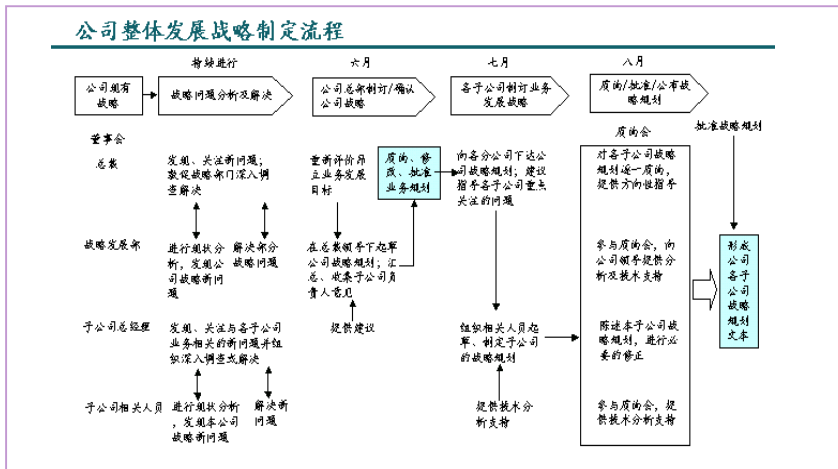 公司整体发展战略制定流程
持续进行
六月
七月
八月
公司现有
战略
战略问题分析及解决
公司总部制订/确认
公司战略
各子公司制订业务
发展战略
质询/批准/公布战
略规划
董事会
质询会
批准战略规划
总裁
发现、关注新问题;
敦促战略部门深入调
查解决
重新评价昂
立业务发展
目标
质询、修
改、批准
业务规划
向各分公司下达公
司战略规划;建议
指导各子公司重点
关注的问题
对各子公司战略
规划逐一质询,
提供方向性指导
战略发展部
进行现状分
析,发现公
司战略新问
题
解决部分
战略问题
在总裁领导下起草
公司战略规划;汇
总、收集子公司负
责人意见
参与质询会,向
公司领导提供分
析及技术支持
形成
公司
各子
公司
战略
规划
文本
子公司总经理
发现、关注与各子公司
业务相关的新问题并组
织深入调查或解决
提供建议
组织相关人员起
草、制定子公司
的战略规划
陈述本子公司战
略规划,进行必
要的修正
子公司相关人员
进行现状分析
,发现本公司
战略新问题
解决新
问题
提供技术分
析支持
参与质询会,提
供技术分析支持